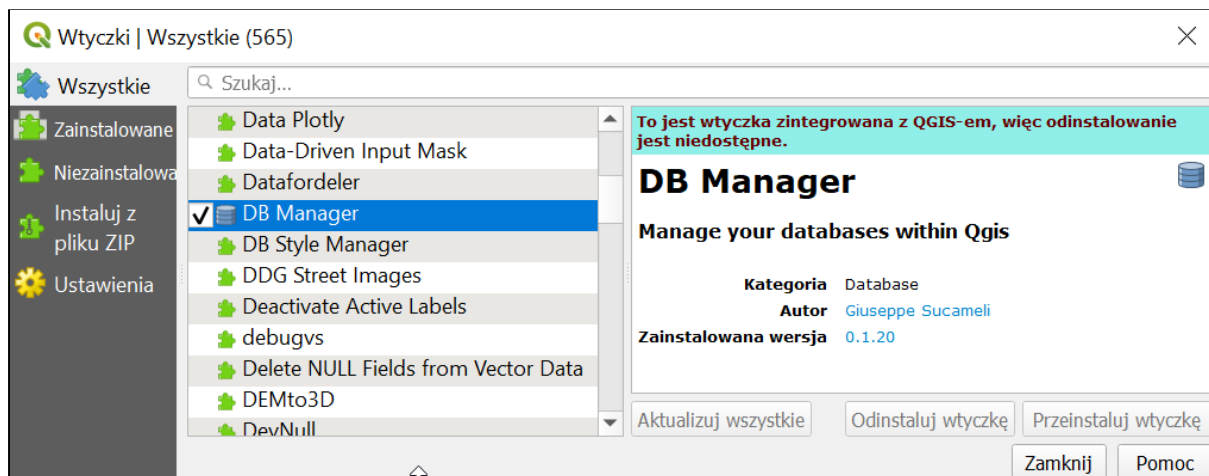 Wtyczki | Wszystkie (565)
Wszystkie
Zainstalowane
Niezainstalowa
Instaluj z
pliku ZIP
Ustawienia
Szukaj...
Data Plotly
Data-Driven Input Mask
Datafordeler
DB Manager
DB Style Manager
DDG Street Images
Deactivate Active Labels
debugvs
Delete NULL Fields from Vector Data
DEMto3D
DevNull
To jest wtyczka zintegrowana z QGIS-em, więc odinstalowanie
jest niedostępne.
DB Manager
Manage your databases within Qgis
Kategoria Database
Autor Giuseppe Sucameli
Zainstalowana wersja 0.1.20
Aktualizuj wszystkie
Odinstaluj wtyczkę
Przeinstaluj wtyczkę
Zamknij
Pomoc